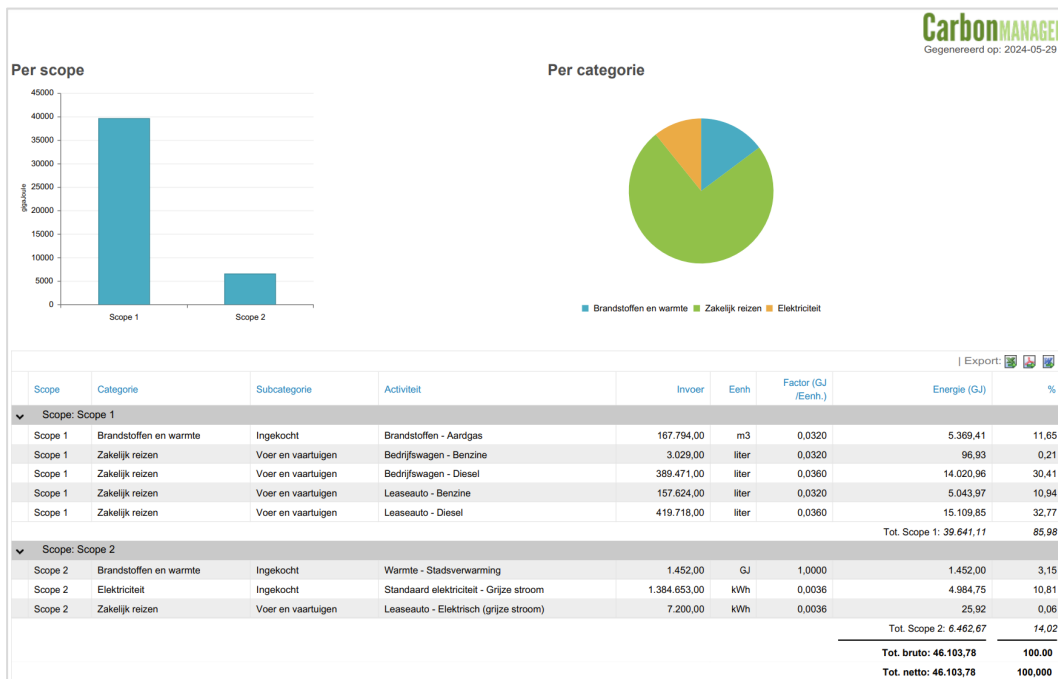 CarbonMANAGER
Gegenereerd op: 2024-05-29
Per scope
Per categorie
45000
40000
35000
30000
25000
20000
15000
10000
5000
0
gigaJoule
Scope 1
Scope 2
Brandstoffen en warmte Zakelijk reizen Elektriciteit
| Export:
Scope Categorie Subcategorie Activiteit Invoer Eenh Factor (GJ /Eenh.) Energie (GJ) %
Scope: Scope 1
Scope 1 Brandstoffen en warmte Ingekocht Brandstoffen - Aardgas 167.794,00 m3 0,0320 5.369,41 11,65
Scope 1 Zakelijk reizen Voer en vaartuigen Bedrijfswagen - Benzine 3.029,00 liter 0,0320 96,93 0,21
Scope 1 Zakelijk reizen Voer en vaartuigen Bedrijfswagen - Diesel 389.471,00 liter 0,0360 14.020,96 30,41
Scope 1 Zakelijk reizen Voer en vaartuigen Leaseauto - Benzine 157.624,00 liter 0,0320 5.043,97 10,94
Scope 1 Zakelijk reizen Voer en vaartuigen Leaseauto - Diesel 419.718,00 liter 0,0360 15.109,85 32,77
Tot. Scope 1: 39.641,11 85,98
Scope: Scope 2
Scope 2 Brandstoffen en warmte Ingekocht Warmte - Stadsverwarming 1.452,00 GJ 1,0000 1.452,00 3,15
Scope 2 Elektriciteit Ingekocht Standaard elektriciteit - Grijze stroom 1.384.653,00 kWh 0,0036 4.984,75 10,81
Scope 2 Zakelijk reizen Voer en vaartuigen Leaseauto - Elektrisch (grijze stroom) 7.200,00 kWh 0,0036 25,92 0,06
Tot. Scope 2: 6.462,67 14,02
Tot. bruto: 46.103,78 100.00
Tot. netto: 46.103,78 100,000